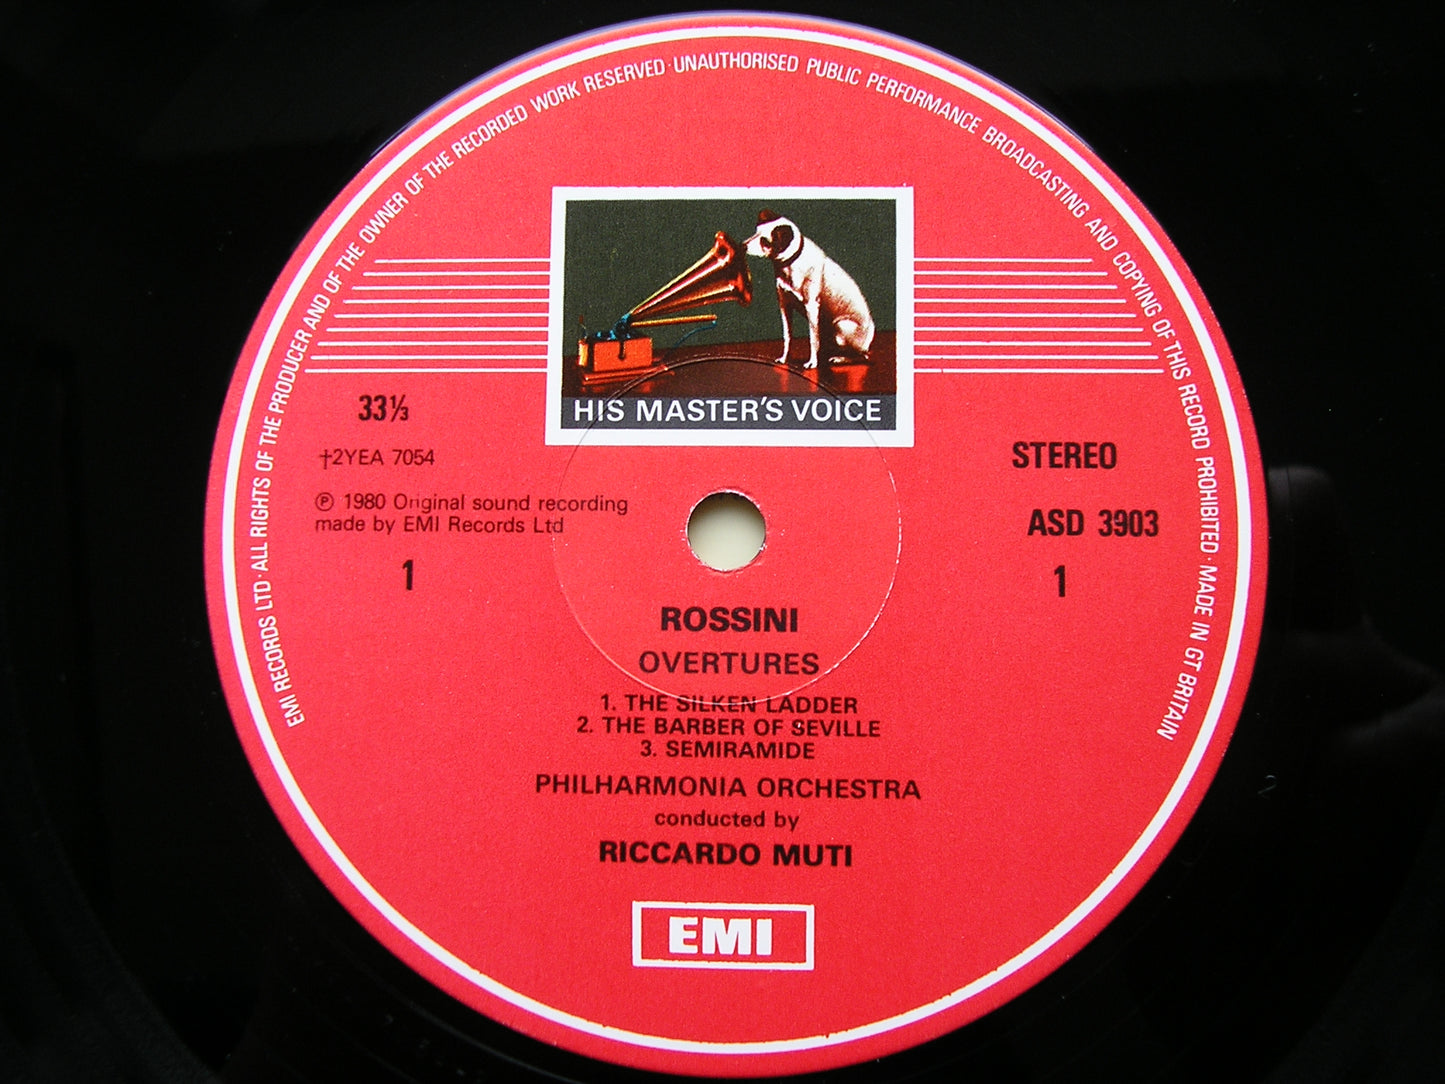 EMI RECORDS LTD · ALL RIGHTS OF THE PRODUCER AND OF THE OWNER OF THE RECORDED WORK RESERVED · UNAUTHORISED PUBLIC PERFORMANCE BROADCASTING AND COPYING OF THIS RECORD PROHIBITED · MADE IN GT BRITAIN
HIS MASTER'S VOICE
33⅓
†2YEA 7054
℗ 1980 Original sound recording
made by EMI Records Ltd
1
STEREO
ASD 3903
1
ROSSINI
OVERTURES
1. THE SILKEN LADDER
2. THE BARBER OF SEVILLE
3. SEMIRAMIDE
PHILHARMONIA ORCHESTRA
conducted by
RICCARDO MUTI
EMI